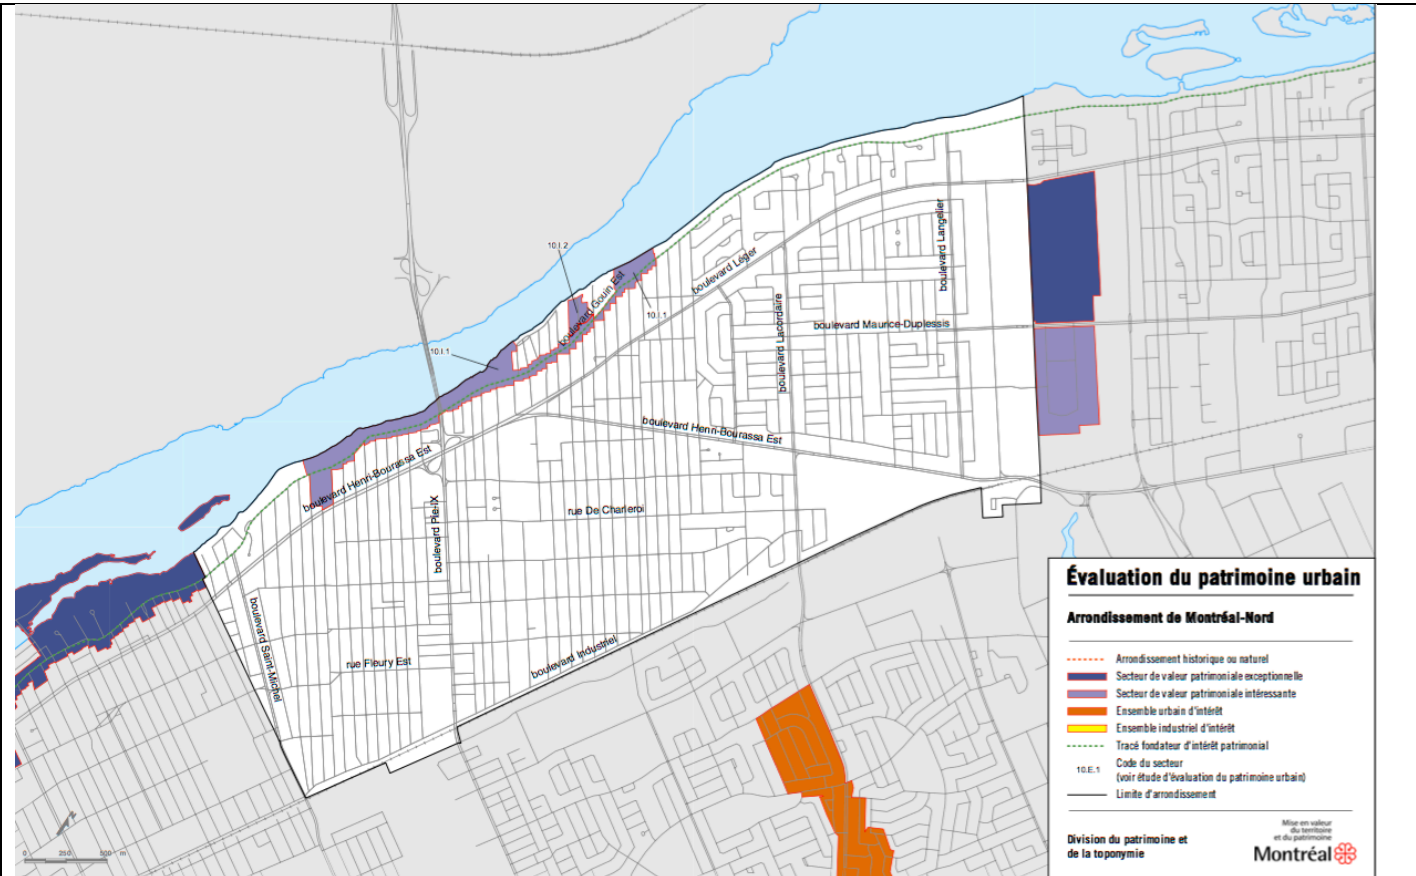 10.I.2
boulevard Gouin Est
10.I.1
10.I.1
boulevard Léger
boulevard Langelier
boulevard Lacordaire
boulevard Maurice-Duplessis
boulevard Henri-Bourassa Est
boulevard Henri-Bourassa Est
boulevard Pie-IX
rue De Charleroi
boulevard Saint-Michel
rue Fleury Est
boulevard Industriel
0 250 500 m
Évaluation du patrimoine urbain
Arrondissement de Montréal-Nord
Arrondissement historique ou naturel
Secteur de valeur patrimoniale exceptionnelle
Secteur de valeur patrimoniale intéressante
Ensemble urbain d'intérêt
Ensemble industriel d'intérêt
Tracé fondateur d'intérêt patrimonial
10.E.1
Code du secteur
(voir étude d'évaluation du patrimoine urbain)
Limite d'arrondissement
Division du patrimoine et
de la toponymie
Mise en valeur
du territoire
et du patrimoine
Montréal